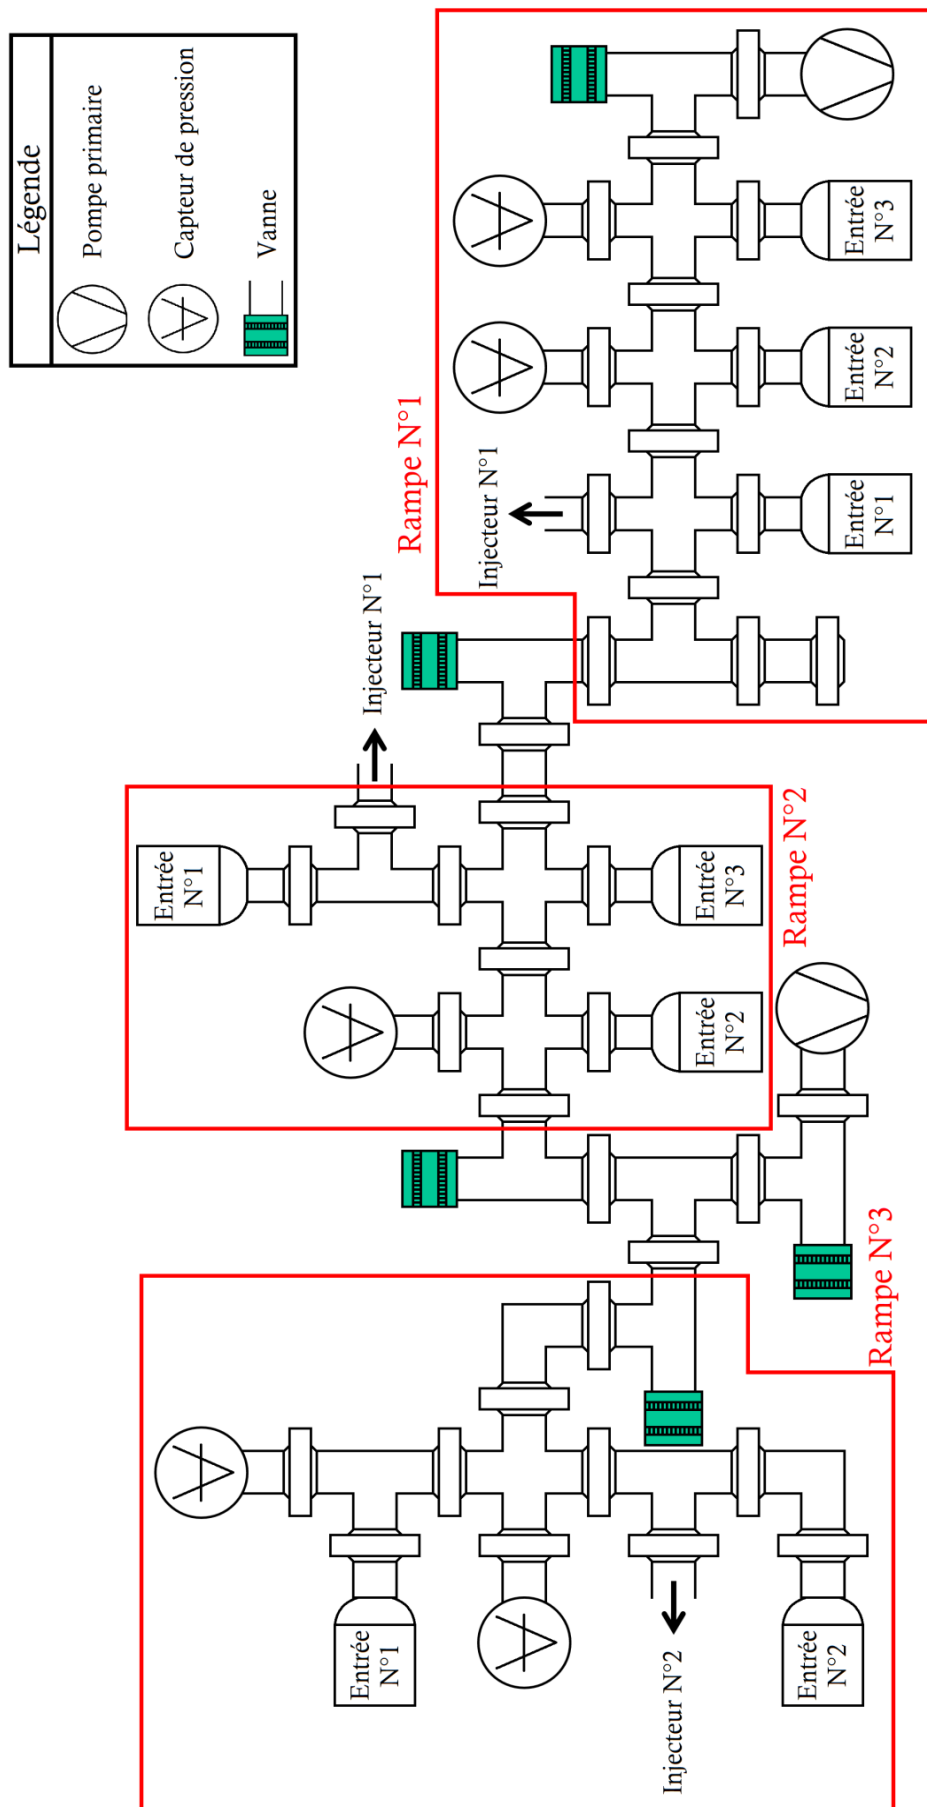 Légende
Pompe primaire
Capteur de pression
Vanne
Rampe N°1
Injecteur N°1
Entrée
N°1
Entrée
N°2
Entrée
N°3
Injecteur N°1
Rampe N°2
Entrée
N°1
Entrée
N°2
Entrée
N°3
Rampe N°3
Entrée
N°1
Injecteur N°2
Entrée
N°2